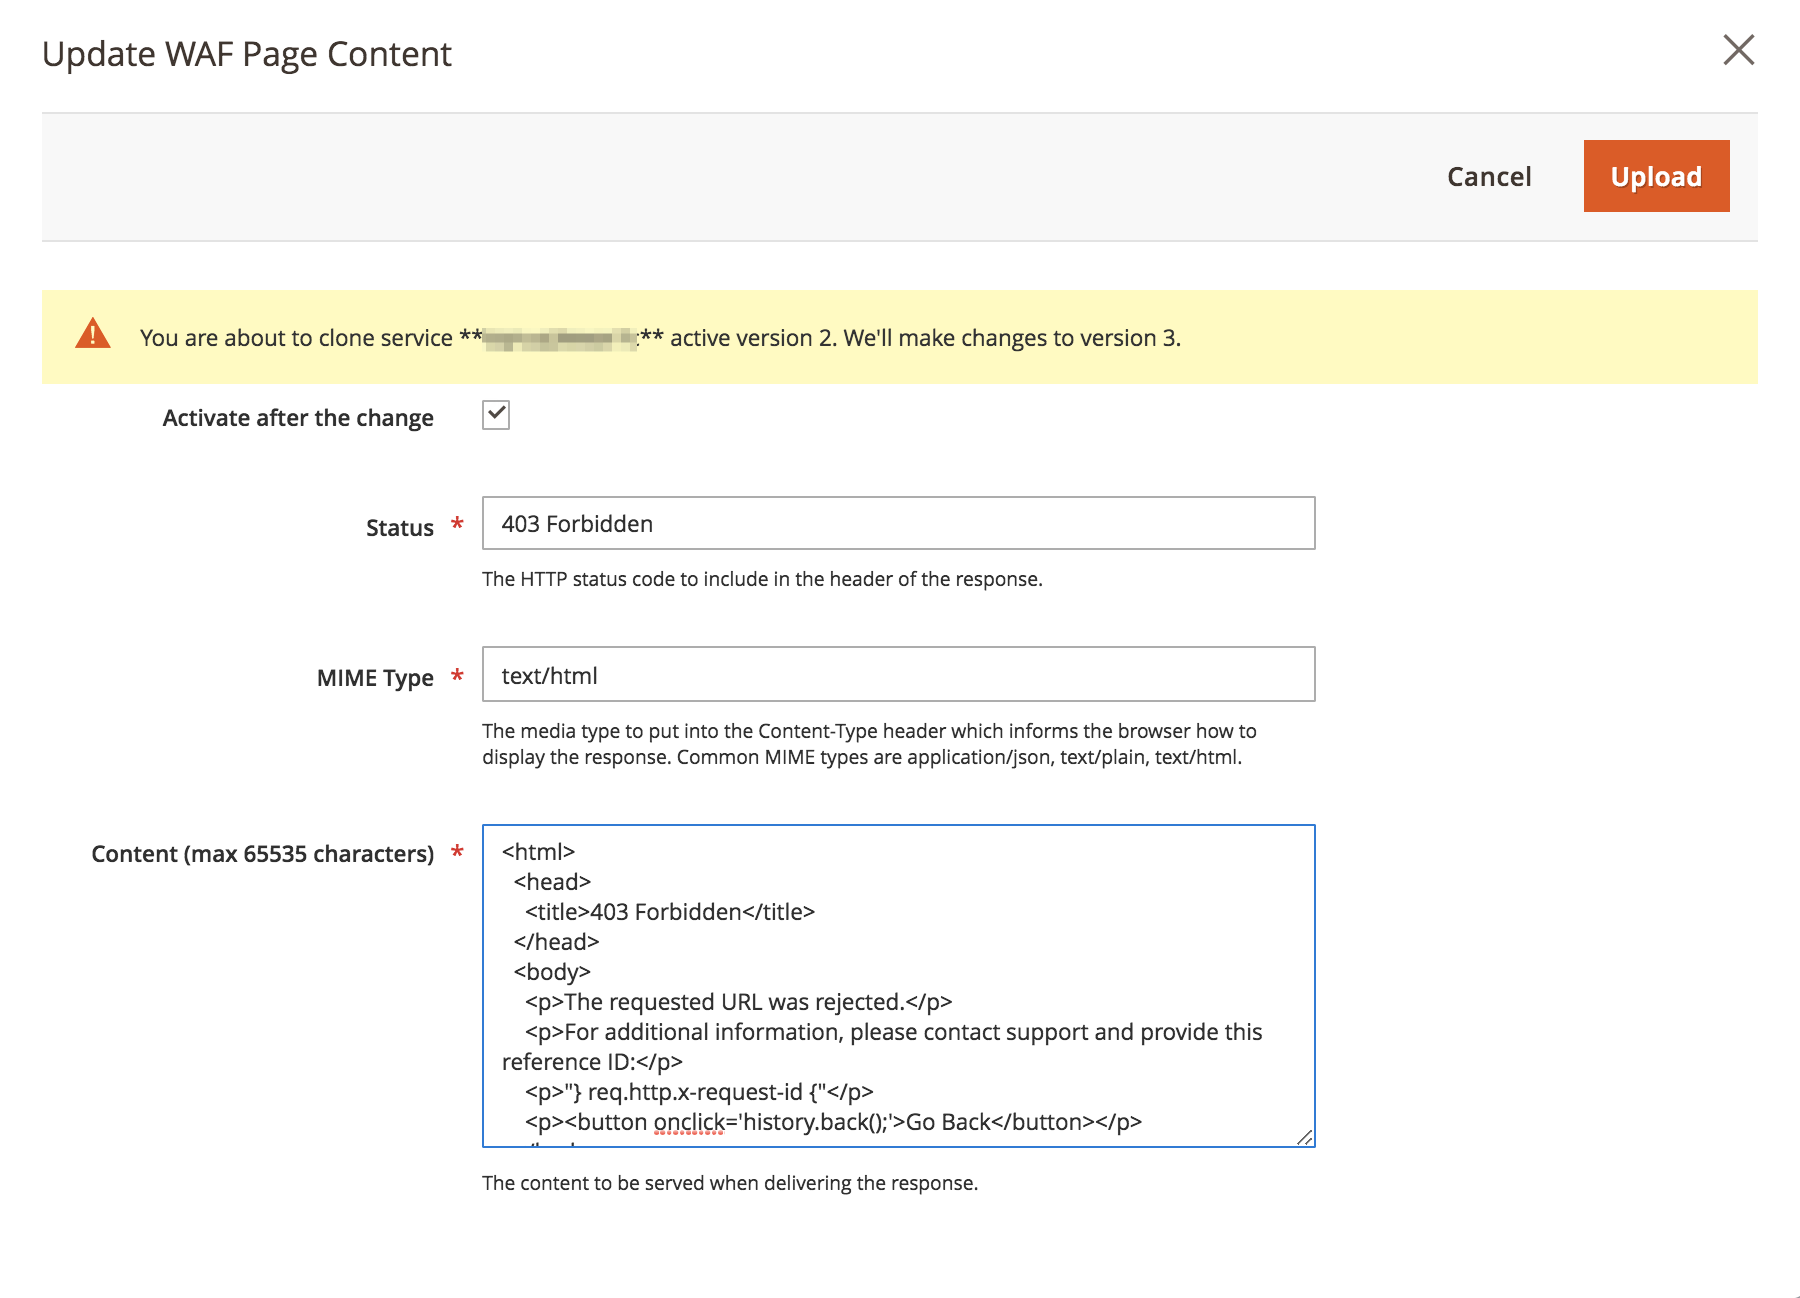 Update WAF Page Content
Cancel
Upload
You are about to clone service ** ** active version 2. We'll make changes to version 3.
Activate after the change
Status *
403 Forbidden
The HTTP status code to include in the header of the response.
MIME Type *
text/html
The media type to put into the Content-Type header which informs the browser how to
display the response. Common MIME types are application/json, text/plain, text/html.
Content (max 65535 characters) *
<html>
  <head>
    <title>403 Forbidden</title>
  </head>
  <body>
    <p>The requested URL was rejected.</p>
    <p>For additional information, please contact support and provide this
reference ID:</p>
    <p>"} req.http.x-request-id {"</p>
    <p><button onclick='history.back();'>Go Back</button></p>
The content to be served when delivering the response.